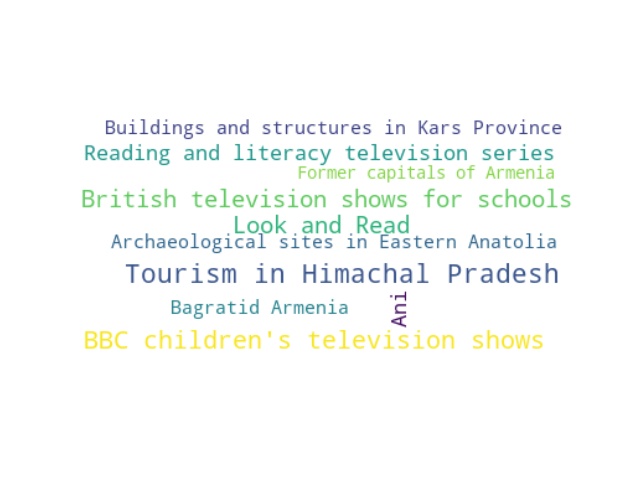 Buildings and structures in Kars Province
Reading and literacy television series
Former capitals of Armenia
British television shows for schools
Look and Read
Archaeological sites in Eastern Anatolia
Tourism in Himachal Pradesh
Bagratid Armenia
Ani
BBC children's television shows